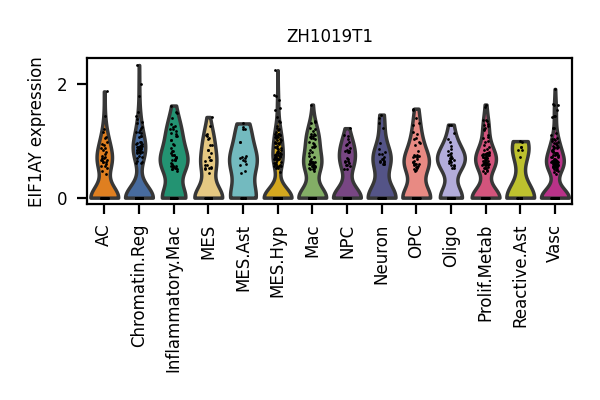 ZH1019T1
EIF1AY expression
2
0
AC
Chromatin.Reg
Inflammatory.Mac
MES
MES.Ast
MES.Hyp
Mac
NPC
Neuron
OPC
Oligo
Prolif.Metab
Reactive.Ast
Vasc